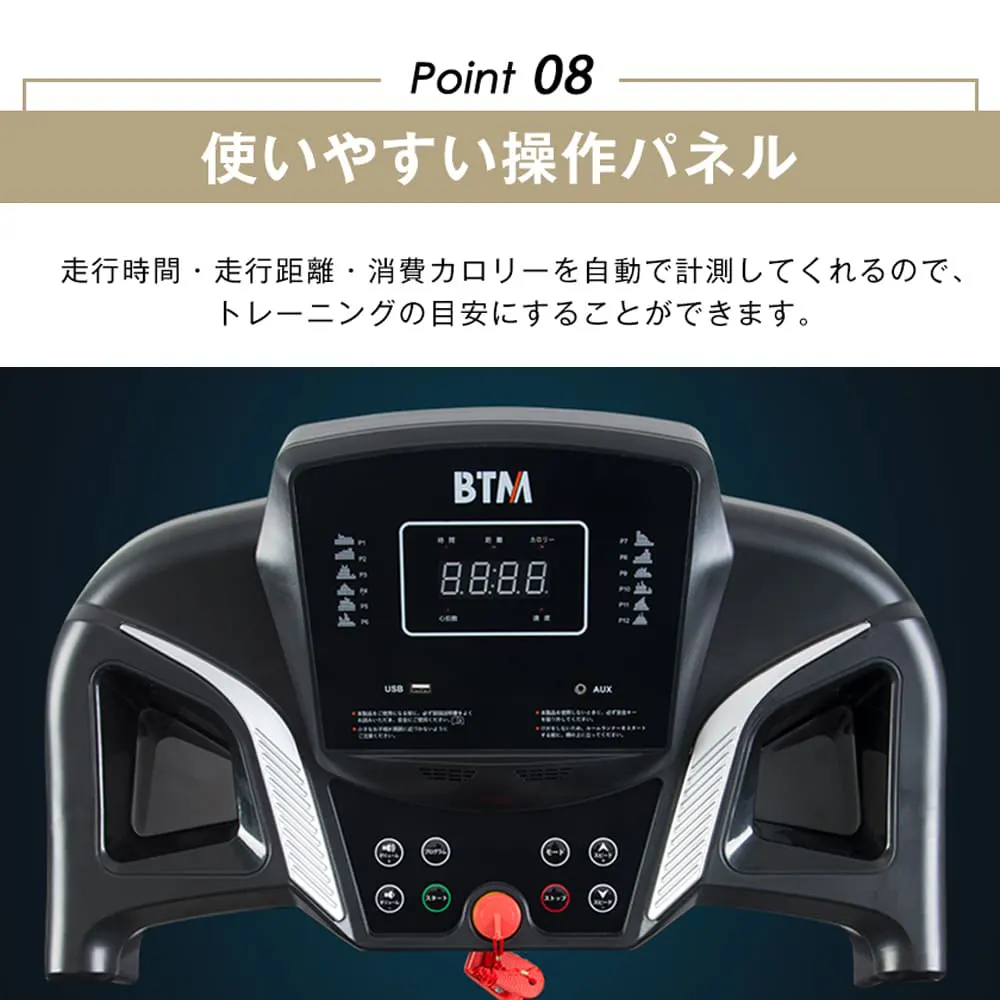 Point 08
使いやすい操作パネル
走行時間・走行距離・消費カロリーを自動で計測してくれるので、
トレーニングの目安にすることができます。
BTM
時間 距離 カロリー
88:88
心拍数 速度
P1
P2
P3
P4
P5
P6
P7
P8
P9
P10
P11
P12
USB
AUX
ボリューム
プログラム
モード
スピード
ボリューム
スタート
ストップ
スピード